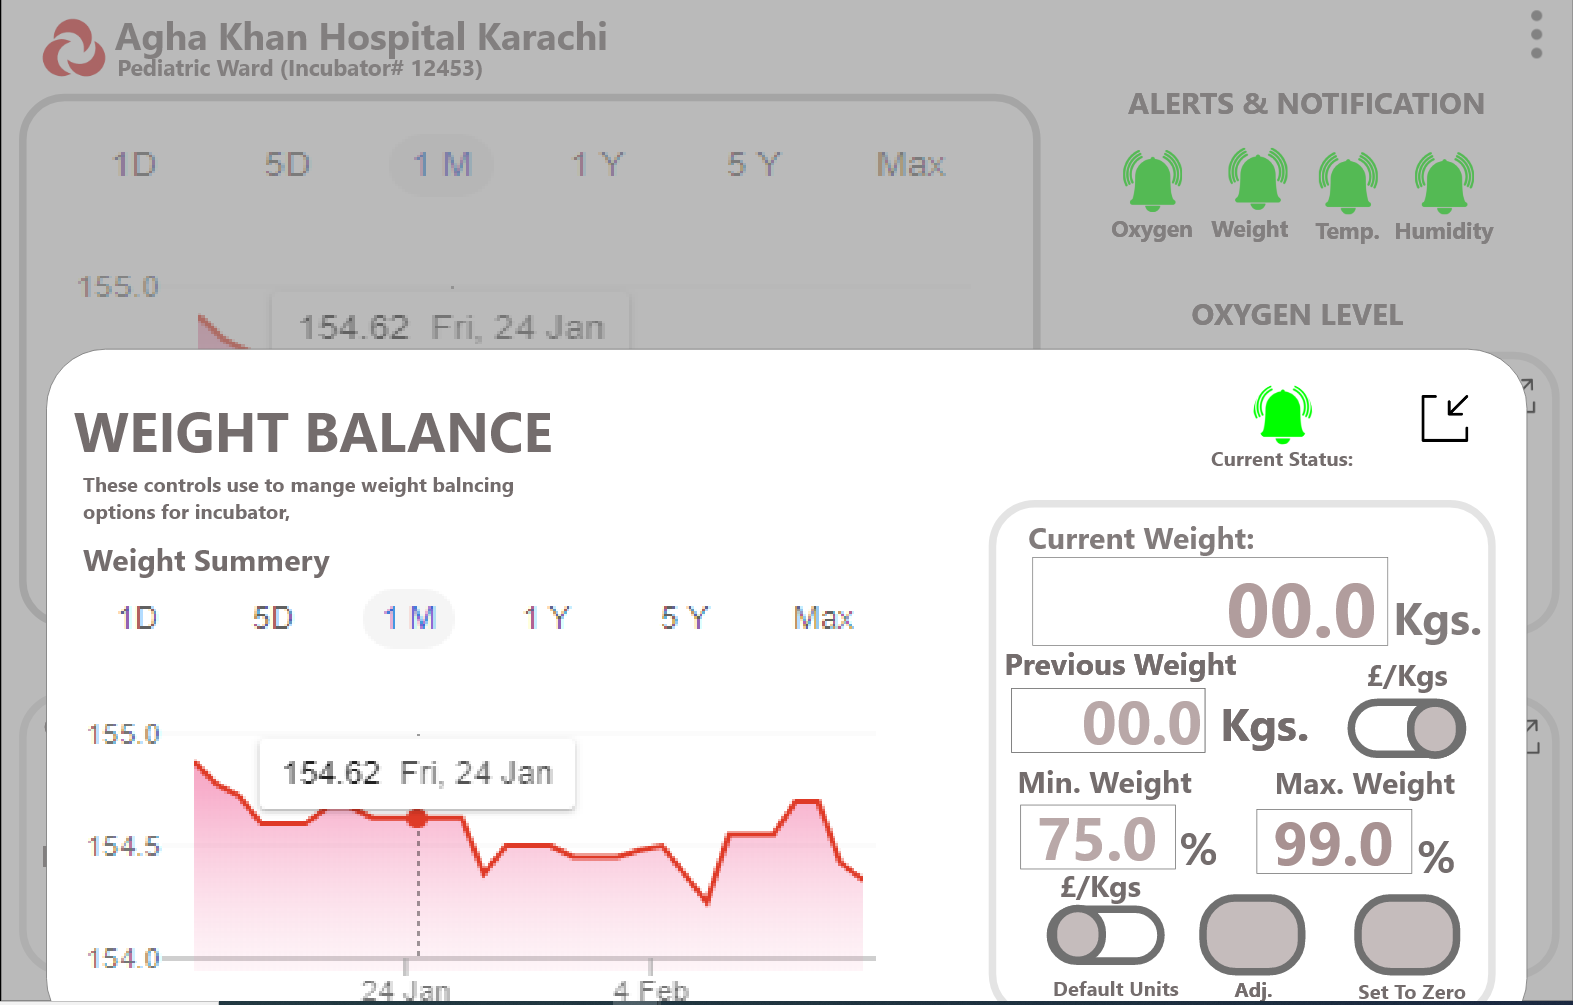 Agha Khan Hospital Karachi
Pediatric Ward (Incubator# 12453)
ALERTS & NOTIFICATION
1D 5D 1 M 1 Y 5 Y Max
Oxygen Weight Temp. Humidity
155.0
OXYGEN LEVEL
154.62 Fri, 24 Jan
WEIGHT BALANCE
Current Status:
These controls use to mange weight balncing
options for incubator,
Weight Summery
1D 5D 1 M 1 Y 5 Y Max
155.0
154.62 Fri, 24 Jan
154.5
154.0
24 Jan 4 Feb
Current Weight:
00.0 Kgs.
Previous Weight
£/Kgs
00.0 Kgs.
Min. Weight Max. Weight
75.0 % 99.0 %
£/Kgs
Default Units Adj. Set To Zero